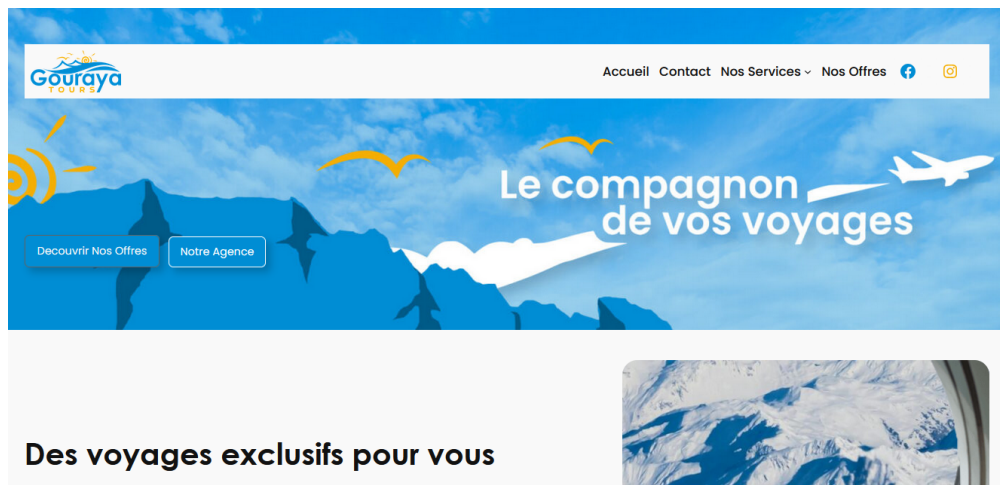 Gouraya
TOURS
Accueil Contact Nos Services Nos Offres
Le compagnon
de vos voyages
Decouvrir Nos Offres Notre Agence
Des voyages exclusifs pour vous